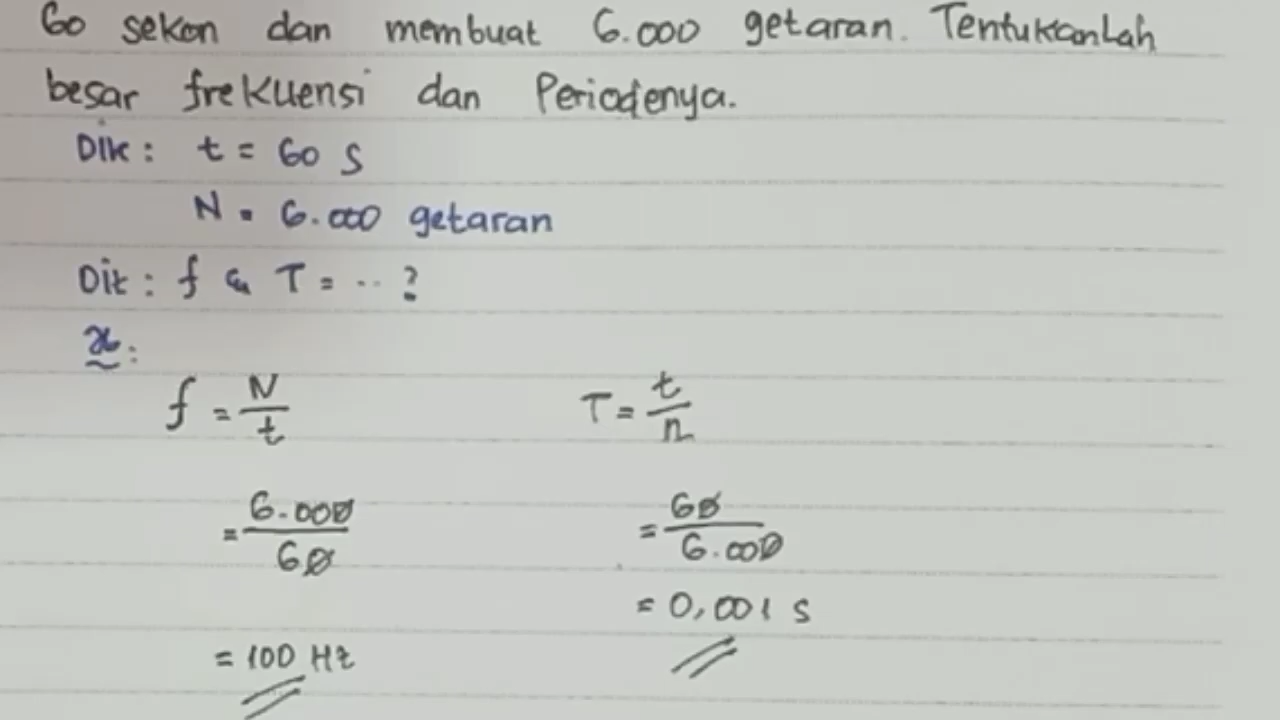 60 sekon dan membuat 6.000 getaran. Tentukanlah
besar frekuensi dan Periodenya.
Dik: t = 60 s
N = 6.000 getaran
Dit: f & T = ... ?
f = N/t T = t/n
= 6.000/60 = 60/6.000
= 0,001 s
= 100 Hz